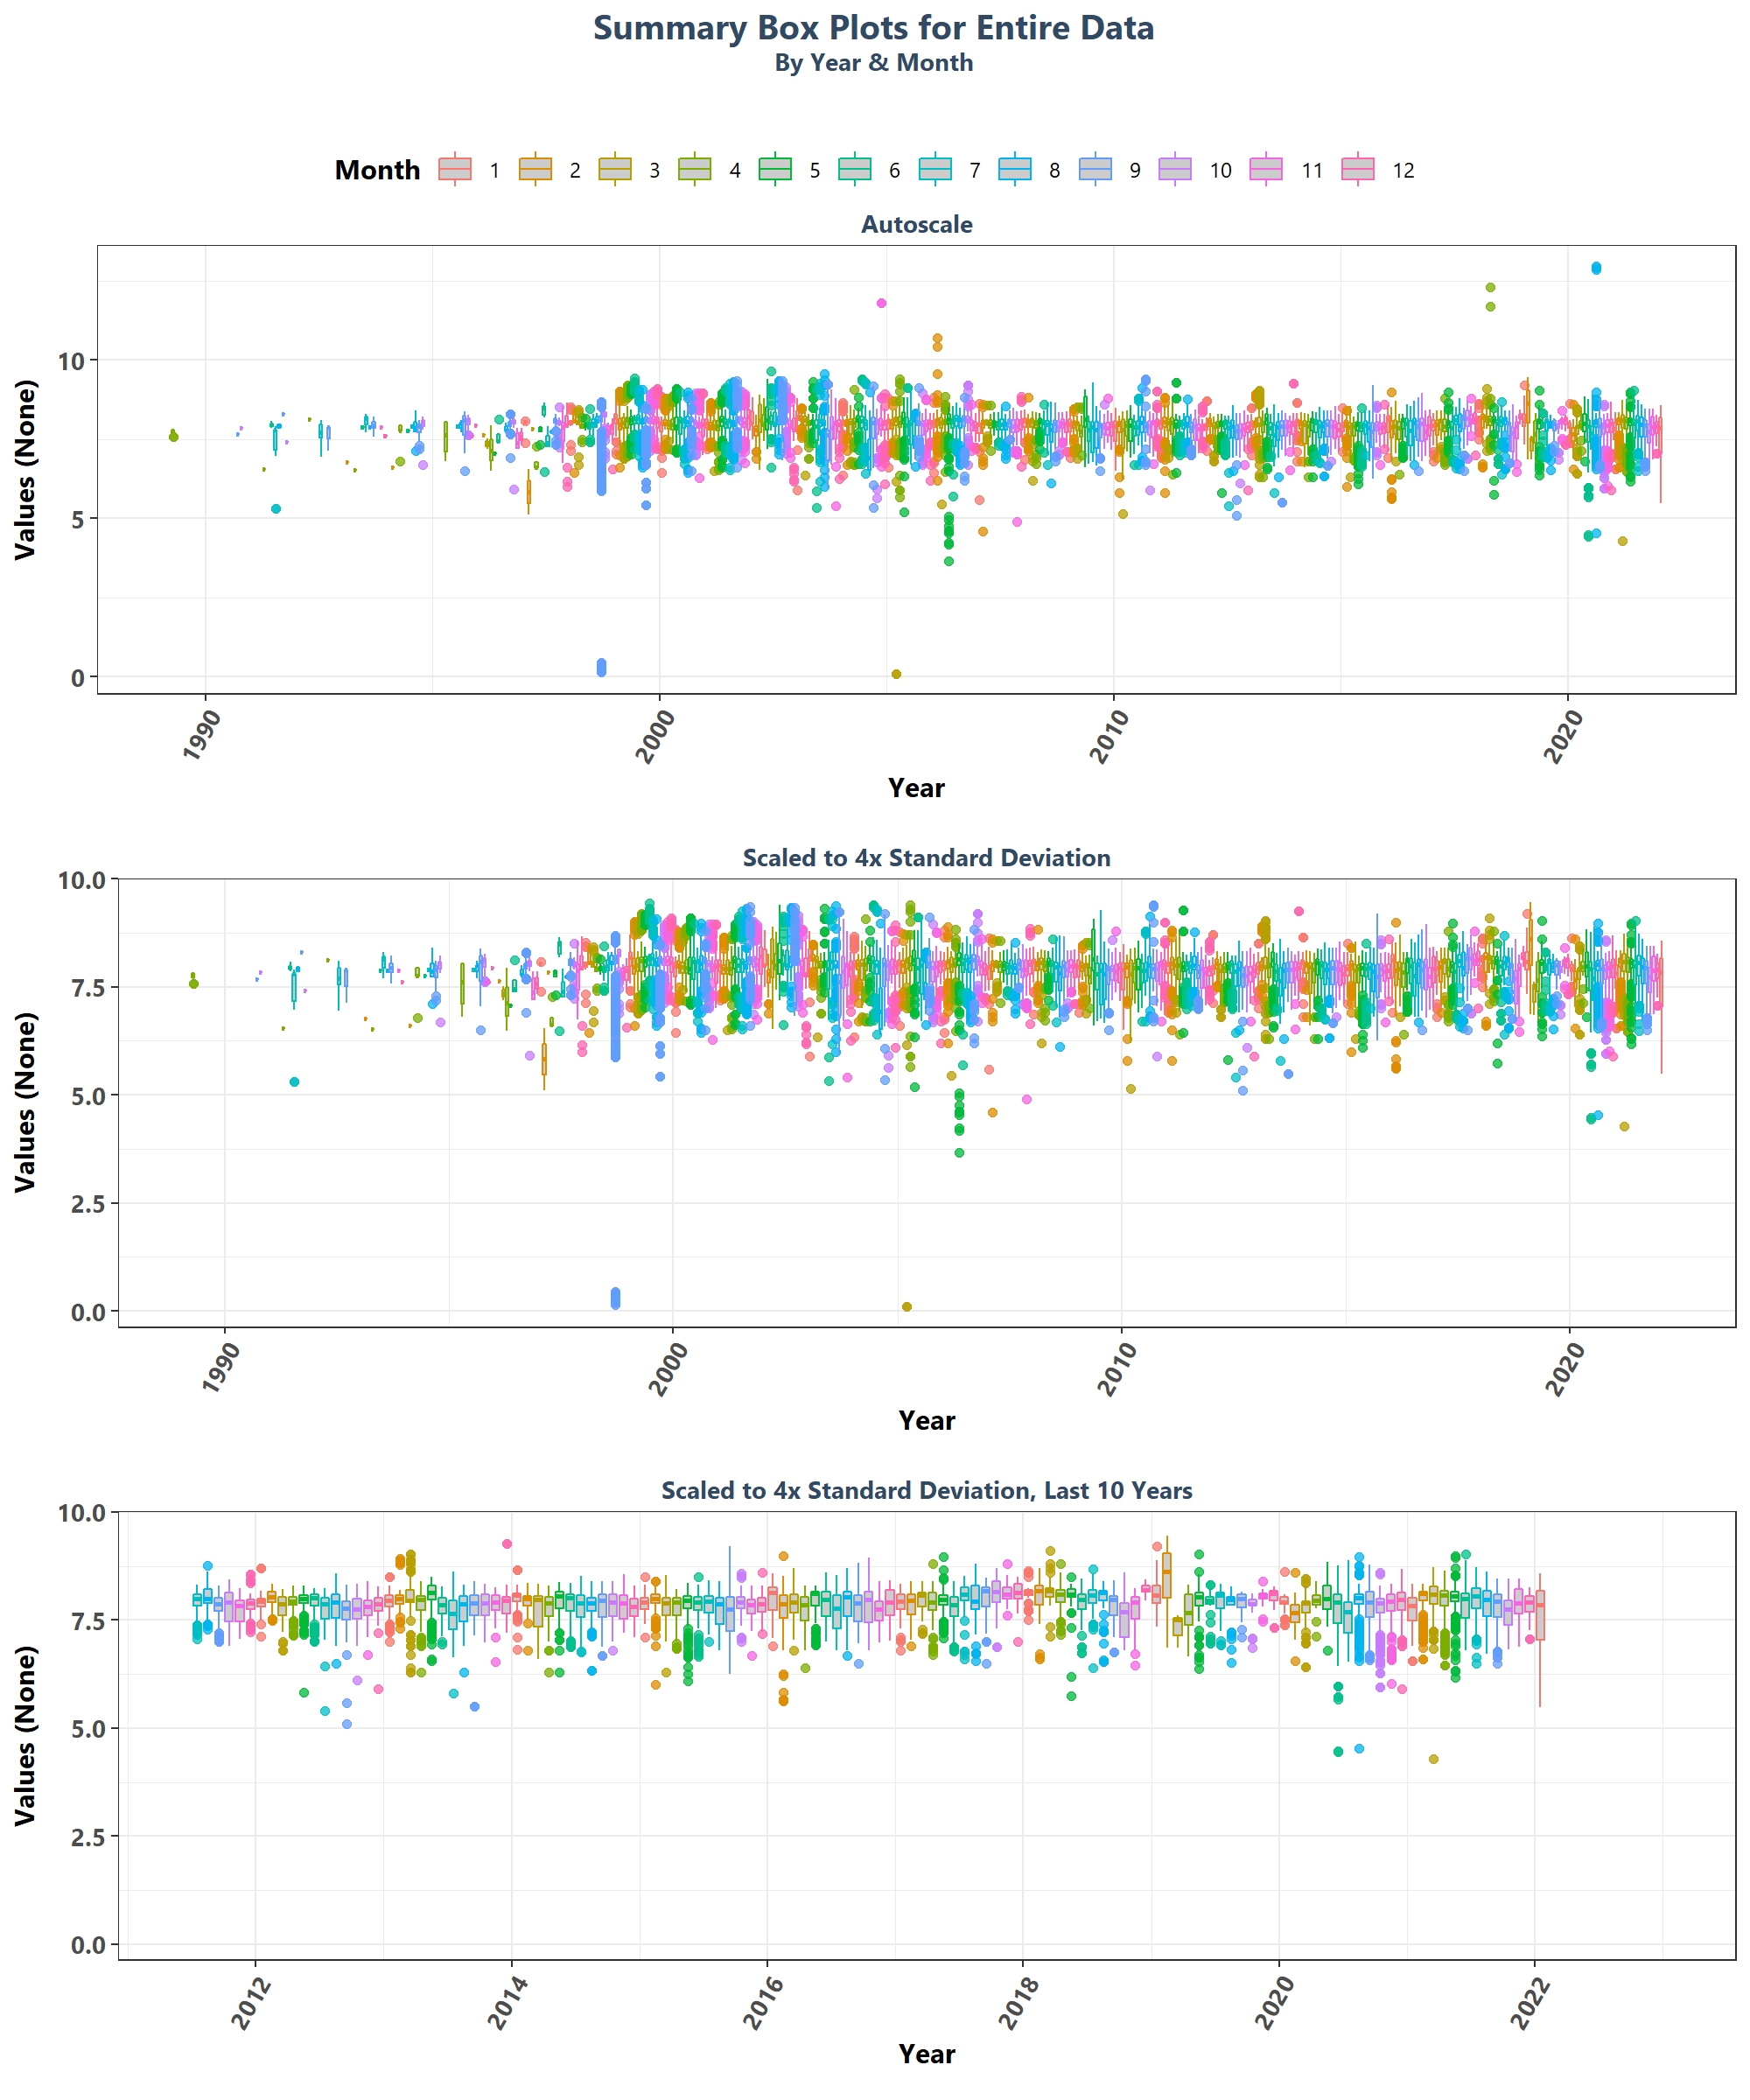 Summary Box Plots for Entire Data
By Year & Month
Month 1 2 3 4 5 6 7 8 9 10 11 12
Autoscale
Values (None)
10
5
0
1990 2000 2010 2020
Year
Scaled to 4x Standard Deviation
Values (None)
10.0
7.5
5.0
2.5
0.0
1990 2000 2010 2020
Year
Scaled to 4x Standard Deviation, Last 10 Years
Values (None)
10.0
7.5
5.0
2.5
0.0
2012 2014 2016 2018 2020 2022
Year